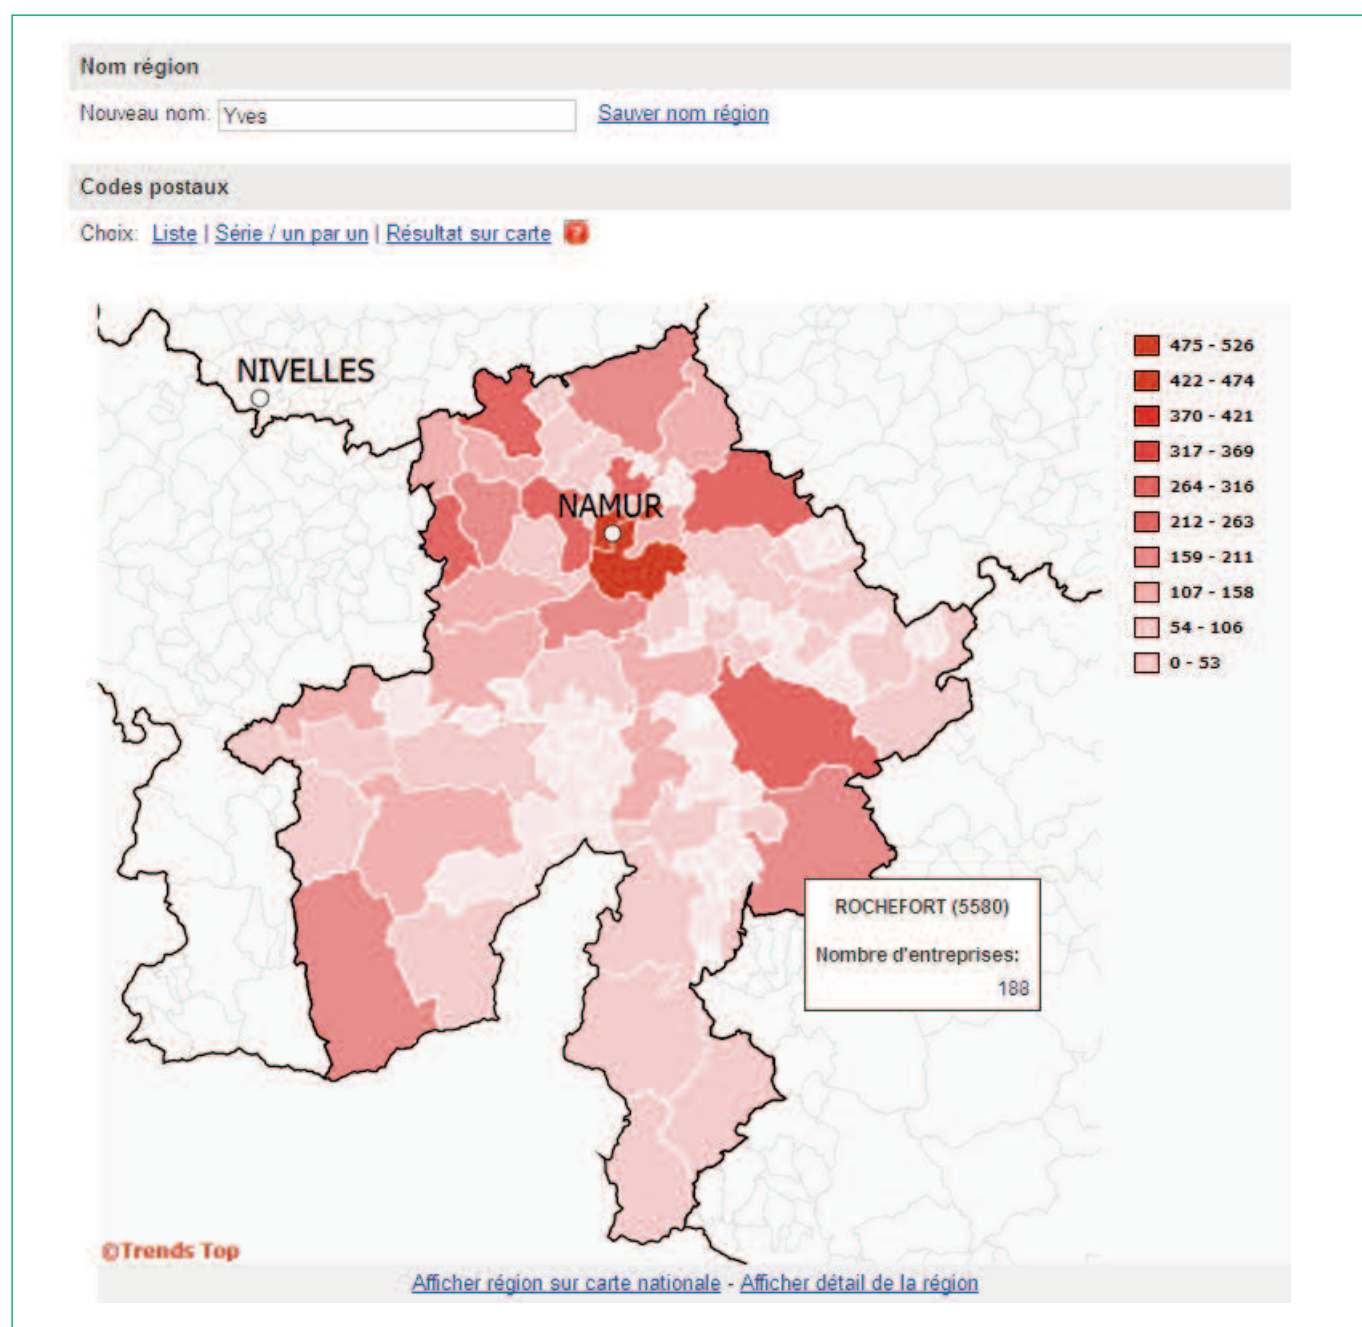 Nom région
Nouveau nom: Yves Sauver nom région
Codes postaux
Choix: Liste | Série / un par un | Résultat sur carte ?
NIVELLES
NAMUR
475 - 526
422 - 474
370 - 421
317 - 369
264 - 316
212 - 263
159 - 211
107 - 158
54 - 106
0 - 53
ROCHEFORT (5580)
Nombre d'entreprises:
188
©Trends Top
Afficher région sur carte nationale - Afficher détail de la région